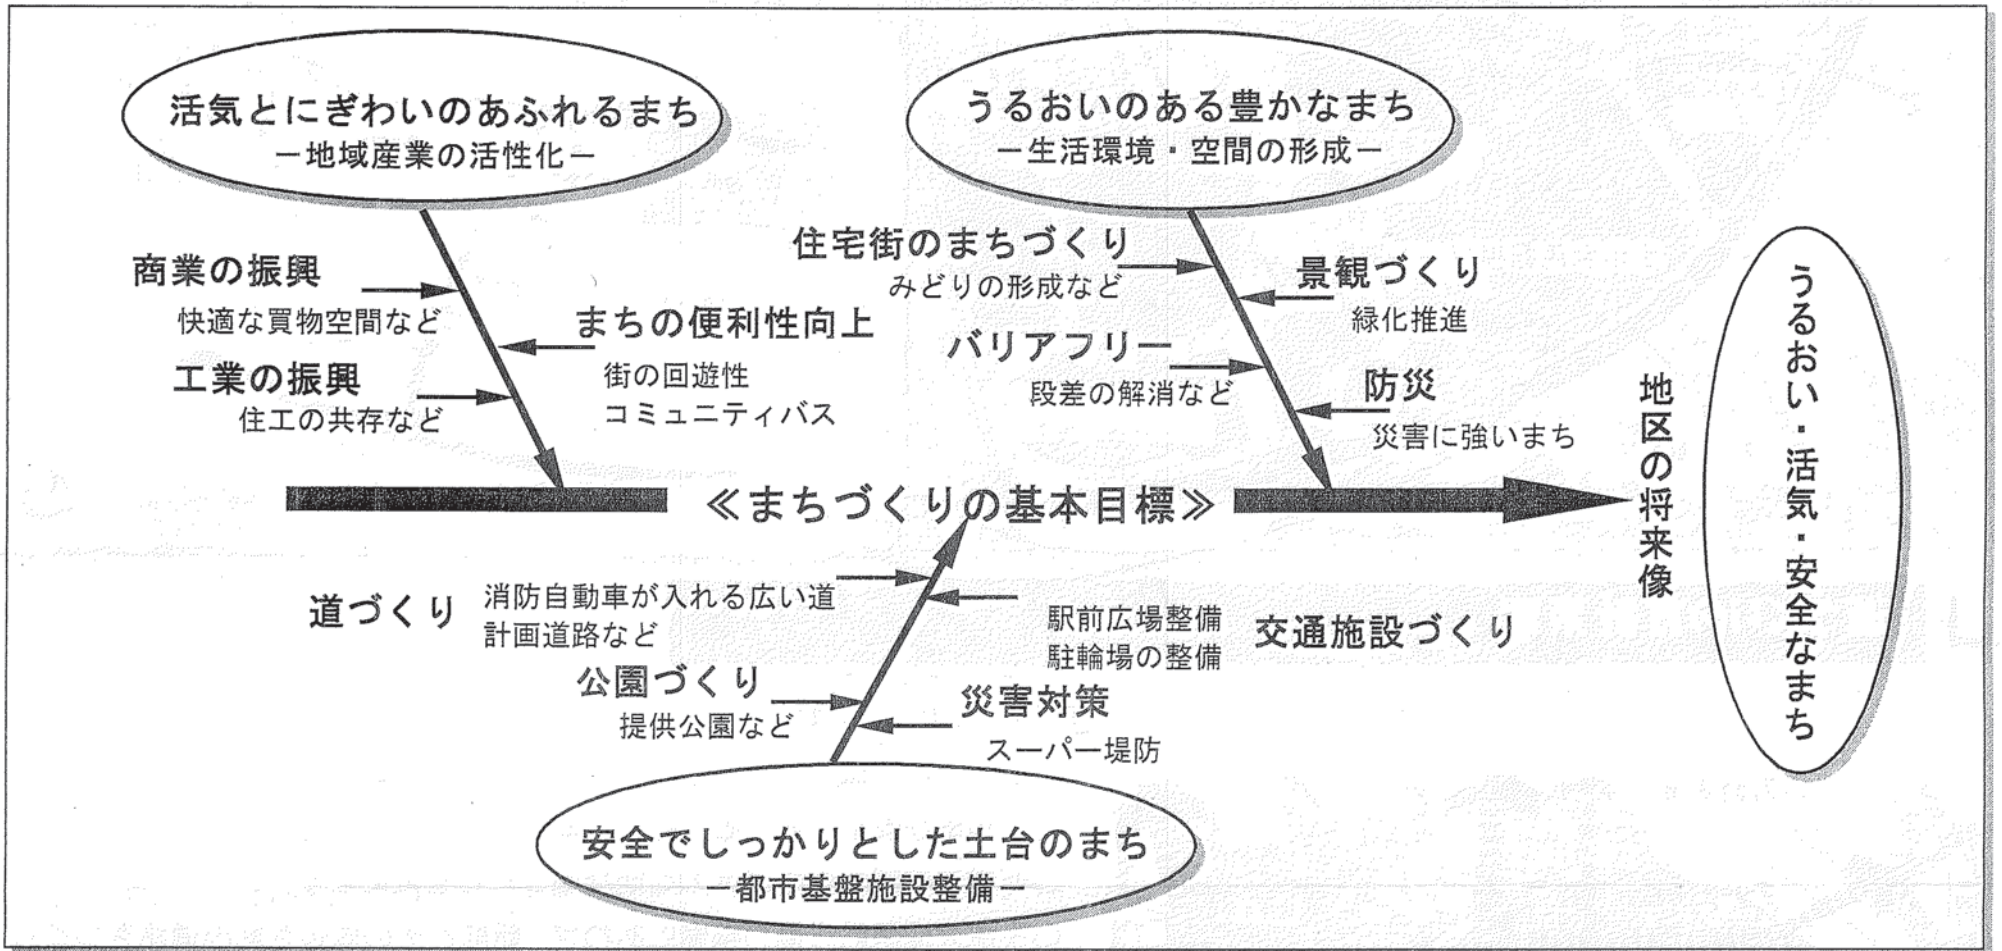 活気とにぎわいのあふれるまち
－地域産業の活性化－
うるおいのある豊かなまち
－生活環境・空間の形成－
商業の振興
快適な買物空間など
まちの便利性向上
街の回遊性
コミュニティバス
工業の振興
住工の共存など
住宅街のまちづくり
みどりの形成など
景観づくり
緑化推進
バリアフリー
段差の解消など
防災
災害に強いまち
≪まちづくりの基本目標≫
地区の将来像
うるおい・活気・安全なまち
道づくり
消防自動車が入れる広い道
計画道路など
駅前広場整備
駐輪場の整備
交通施設づくり
公園づくり
提供公園など
災害対策
スーパー堤防
安全でしっかりとした土台のまち
－都市基盤施設整備－